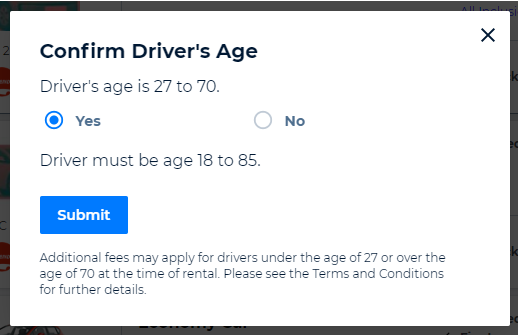 All Inclusi
Confirm Driver's Age
Driver's age is 27 to 70.
Yes No
Driver must be age 18 to 85.
Submit
Additional fees may apply for drivers under the age of 27 or over the
age of 70 at the time of rental. Please see the Terms and Conditions
for further details.